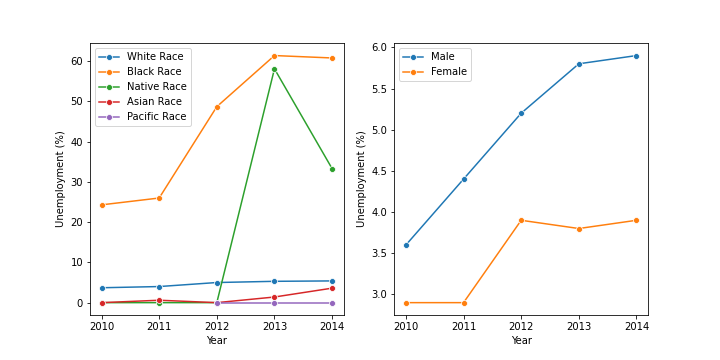 Unemployment (%)
60
50
40
30
20
10
0
White Race
Black Race
Native Race
Asian Race
Pacific Race
2010 2011 2012 2013 2014
Year
Unemployment (%)
6.0
5.5
5.0
4.5
4.0
3.5
3.0
Male
Female
2010 2011 2012 2013 2014
Year